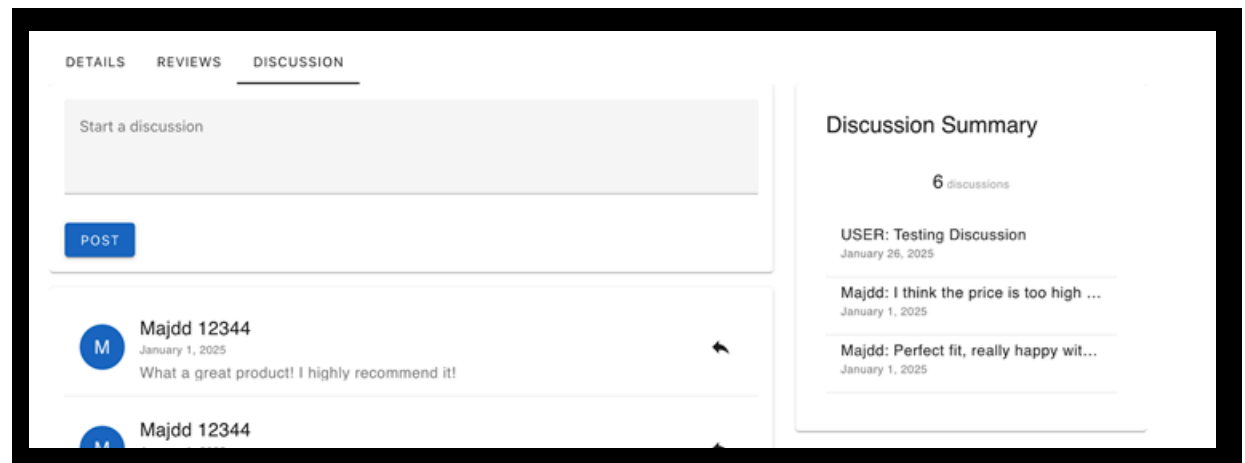 DETAILS REVIEWS DISCUSSION
Start a discussion
POST
M
Majdd 12344
January 1, 2025
What a great product! I highly recommend it!
Majdd 12344
Discussion Summary
6 discussions
USER: Testing Discussion
January 26, 2025
Majdd: I think the price is too high ...
January 1, 2025
Majdd: Perfect fit, really happy wit...
January 1, 2025